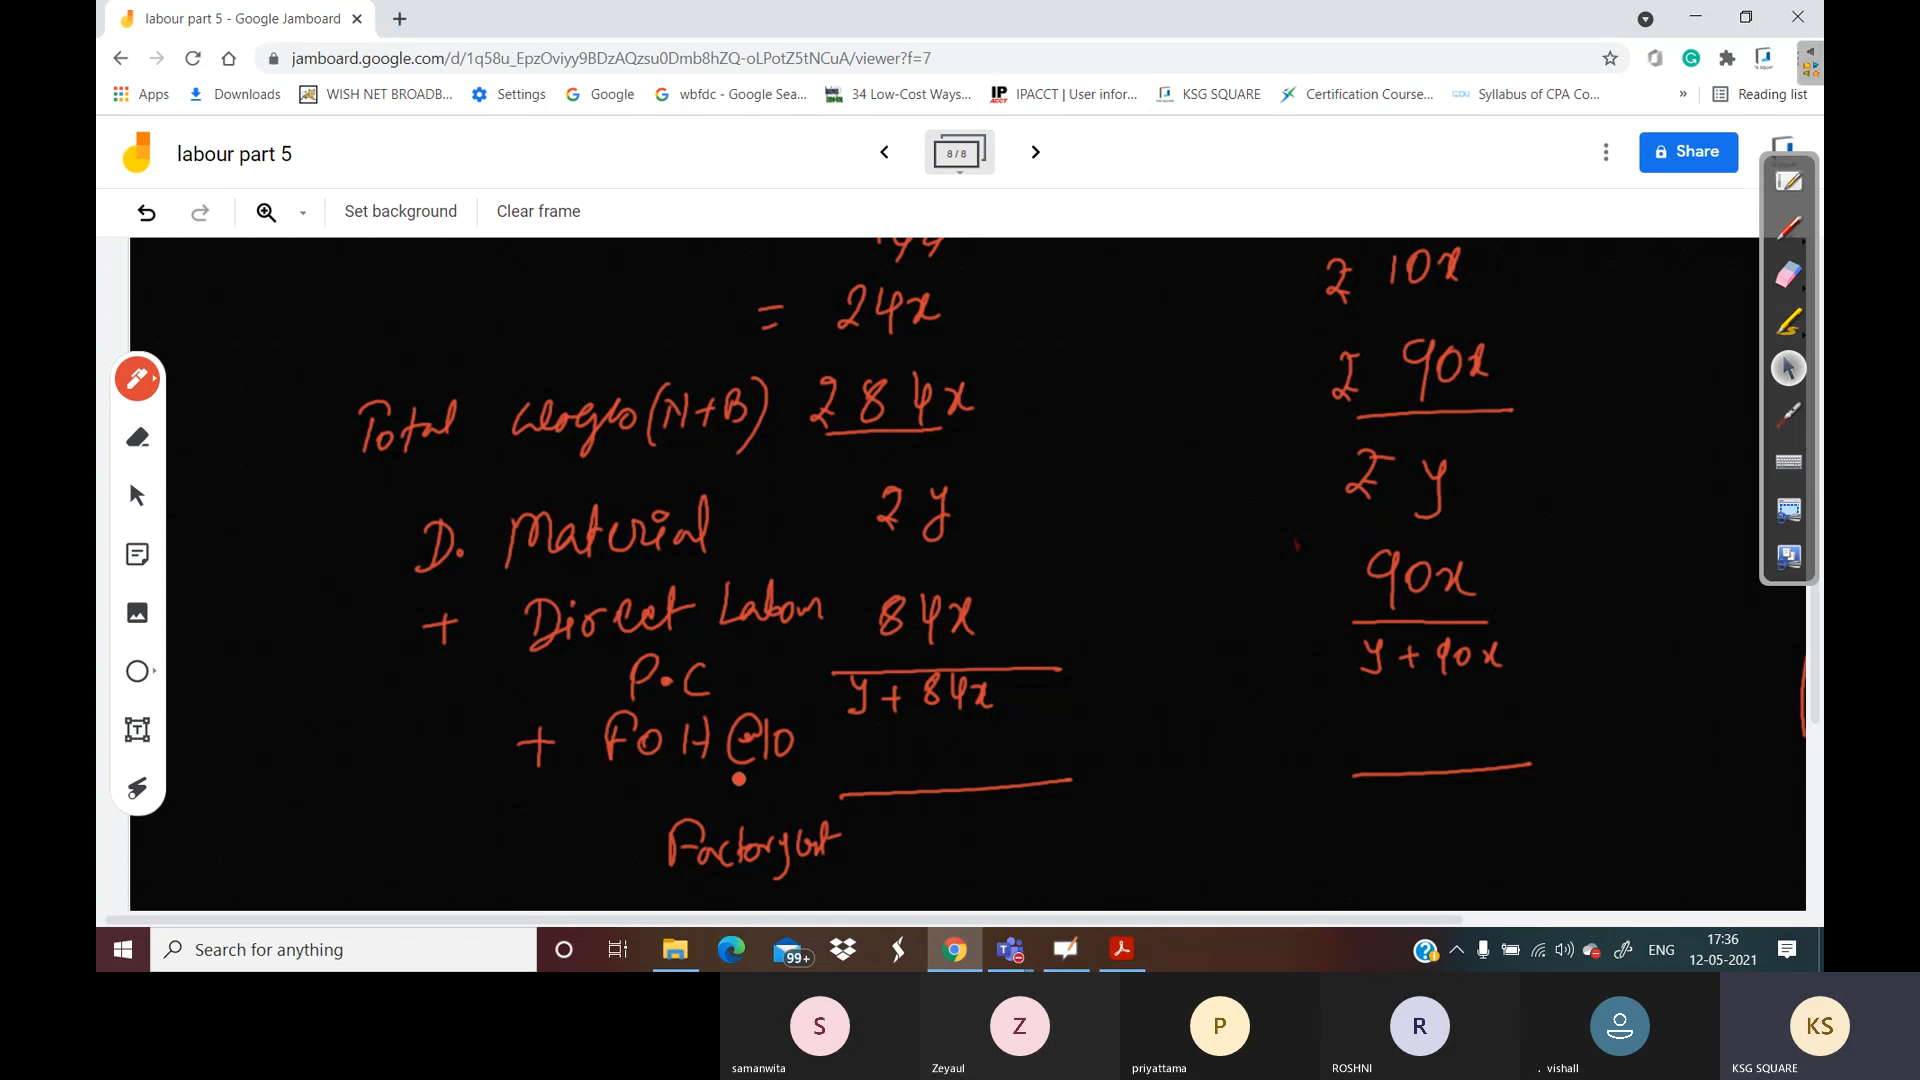 labour part 5 - Google Jamboard
jamboard.google.com/d/1q58u_EpzOviyy9BDzAQzsu0Dmb8hZQ-oLPotZ5tNCuA/viewer?f=7
Apps Downloads WISH NET BROADB... Settings Google wbfdc - Google Sea... 34 Low-Cost Ways... IPACCT | User infor... KSG SQUARE Certification Course... Syllabus of CPA Co... » Reading list
labour part 5
8 / 8
Share
Set background Clear frame
= 24x
10x
90x
Total (N+B) 284x
y
D. Material 2 y
90x
+ Direct Labour 84x
y + 90x
P.C y + 84x
+ FOH @10
Factory cost
Search for anything
99+
ENG
17:36
12-05-2021
S Z P R KS
samanwita Zeyaul priyattama ROSHNI . vishall KSG SQUARE